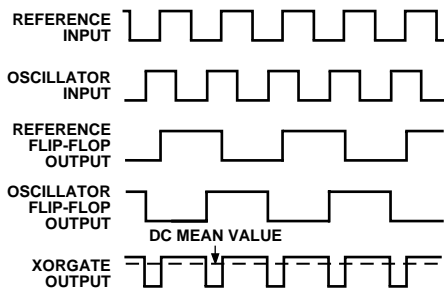 REFERENCE
INPUT
OSCILLATOR
INPUT
REFERENCE
FLIP-FLOP
OUTPUT
OSCILLATOR
FLIP-FLOP
OUTPUT
DC MEAN VALUE
XORGATE
OUTPUT